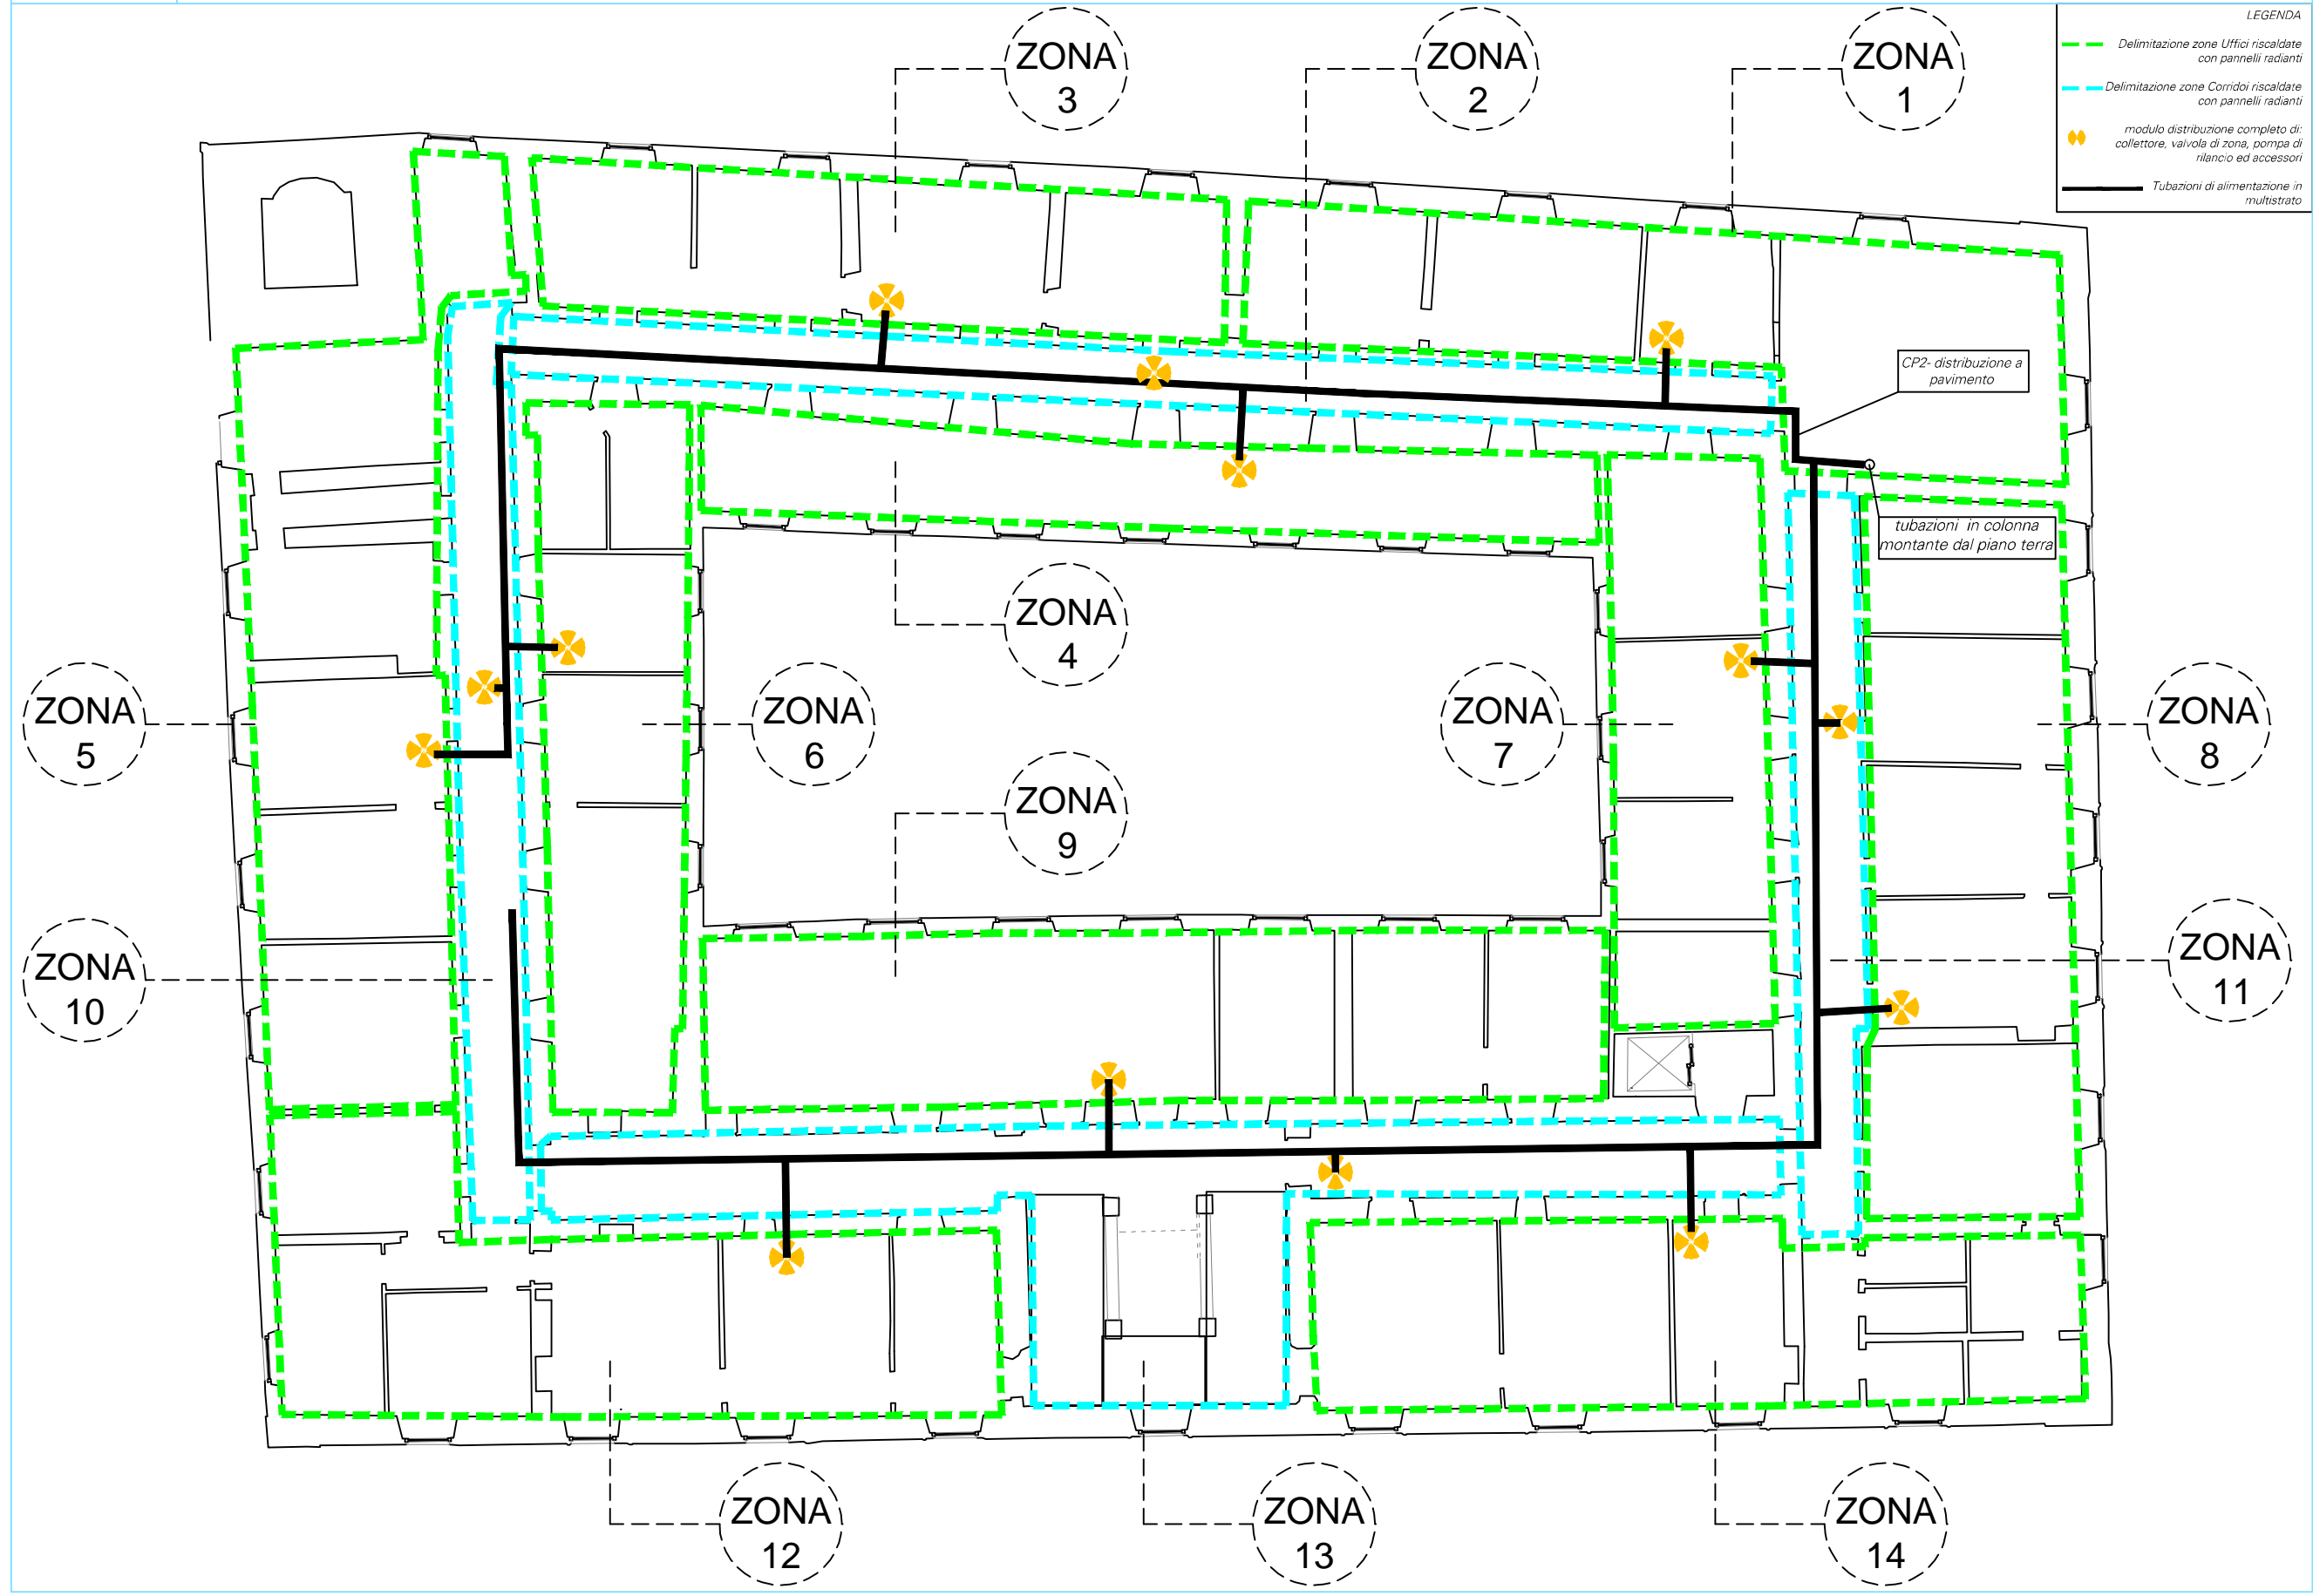 ZONA
3
ZONA
2
ZONA
1
LEGENDA
Delimitazione zone Uffici riscaldate
con pannelli radianti
Delimitazione zone Corridoi riscaldate
con pannelli radianti
modulo distribuzione completo di:
collettore, valvola di zona, pompa di
rilancio ed accessori
Tubazioni di alimentazione in
multistrato
CP2- distribuzione a
pavimento
tubazioni in colonna
montante dal piano terra
ZONA
4
ZONA
5
ZONA
6
ZONA
7
ZONA
8
ZONA
9
ZONA
10
ZONA
11
ZONA
12
ZONA
13
ZONA
14